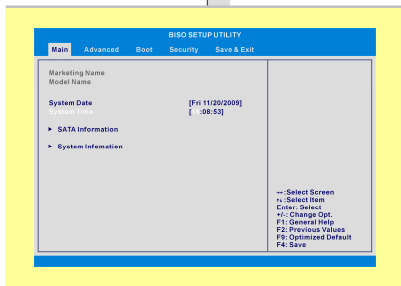 BISO SETUP UTILITY
Main Advanced Boot Security Save & Exit
Marketing Name
Model Name
System Date [Fri 11/20/2009]
System Time [ :08:53]
► SATA Information
► System Infomation
↔:Select Screen
↑↓:Select Item
Enter: Select
+/-: Change Opt.
F1: General Help
F2: Previous Values
F9: Optimized Default
F4: Save